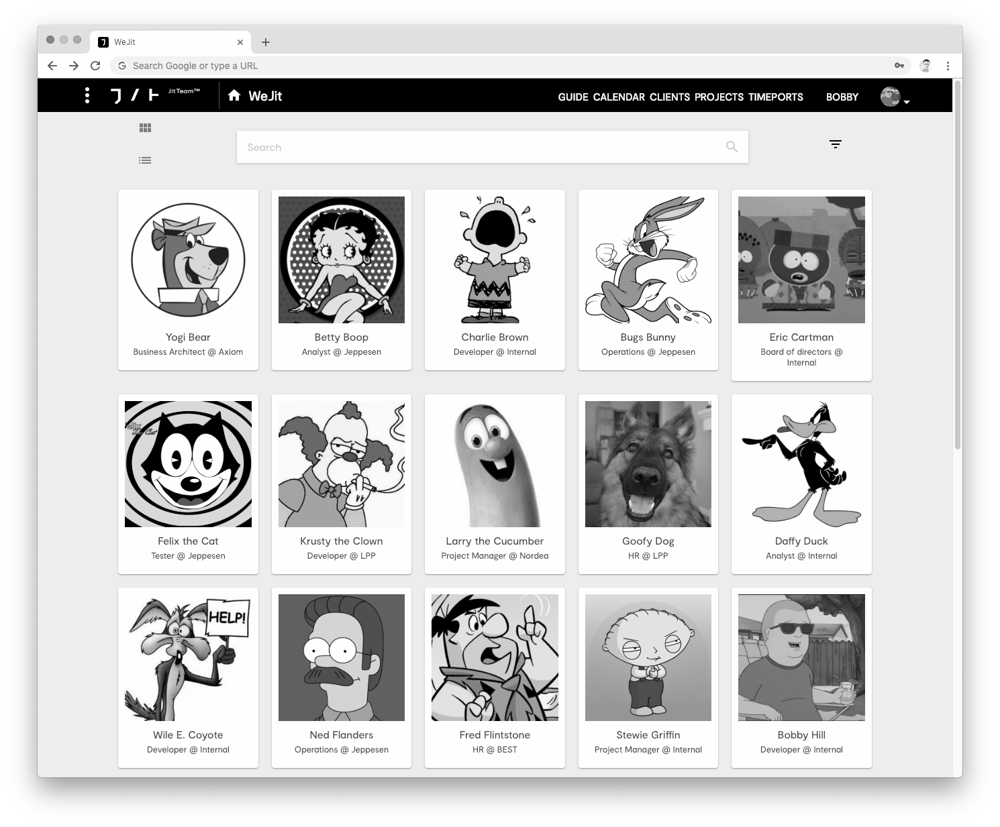 WeJit
Search Google or type a URL
JitTeam™
WeJit
GUIDE CALENDAR CLIENTS PROJECTS TIMEPORTS BOBBY
Search
Yogi Bear
Business Architect @ Axiom
Betty Boop
Analyst @ Jeppesen
Charlie Brown
Developer @ Internal
Bugs Bunny
Operations @ Jeppesen
Eric Cartman
Board of directors @
Internal
Felix
Felix the Cat
Tester @ Jeppesen
Krusty the Clown
Developer @ LPP
Larry the Cucumber
Project Manager @ Nordea
Goofy Dog
HR @ LPP
Daffy Duck
Analyst @ Internal
HELP!
Wile E. Coyote
Developer @ Internal
Ned Flanders
Operations @ Jeppesen
Fred Flintstone
HR @ BEST
Stewie Griffin
Project Manager @ Internal
Bobby Hill
Developer @ Internal